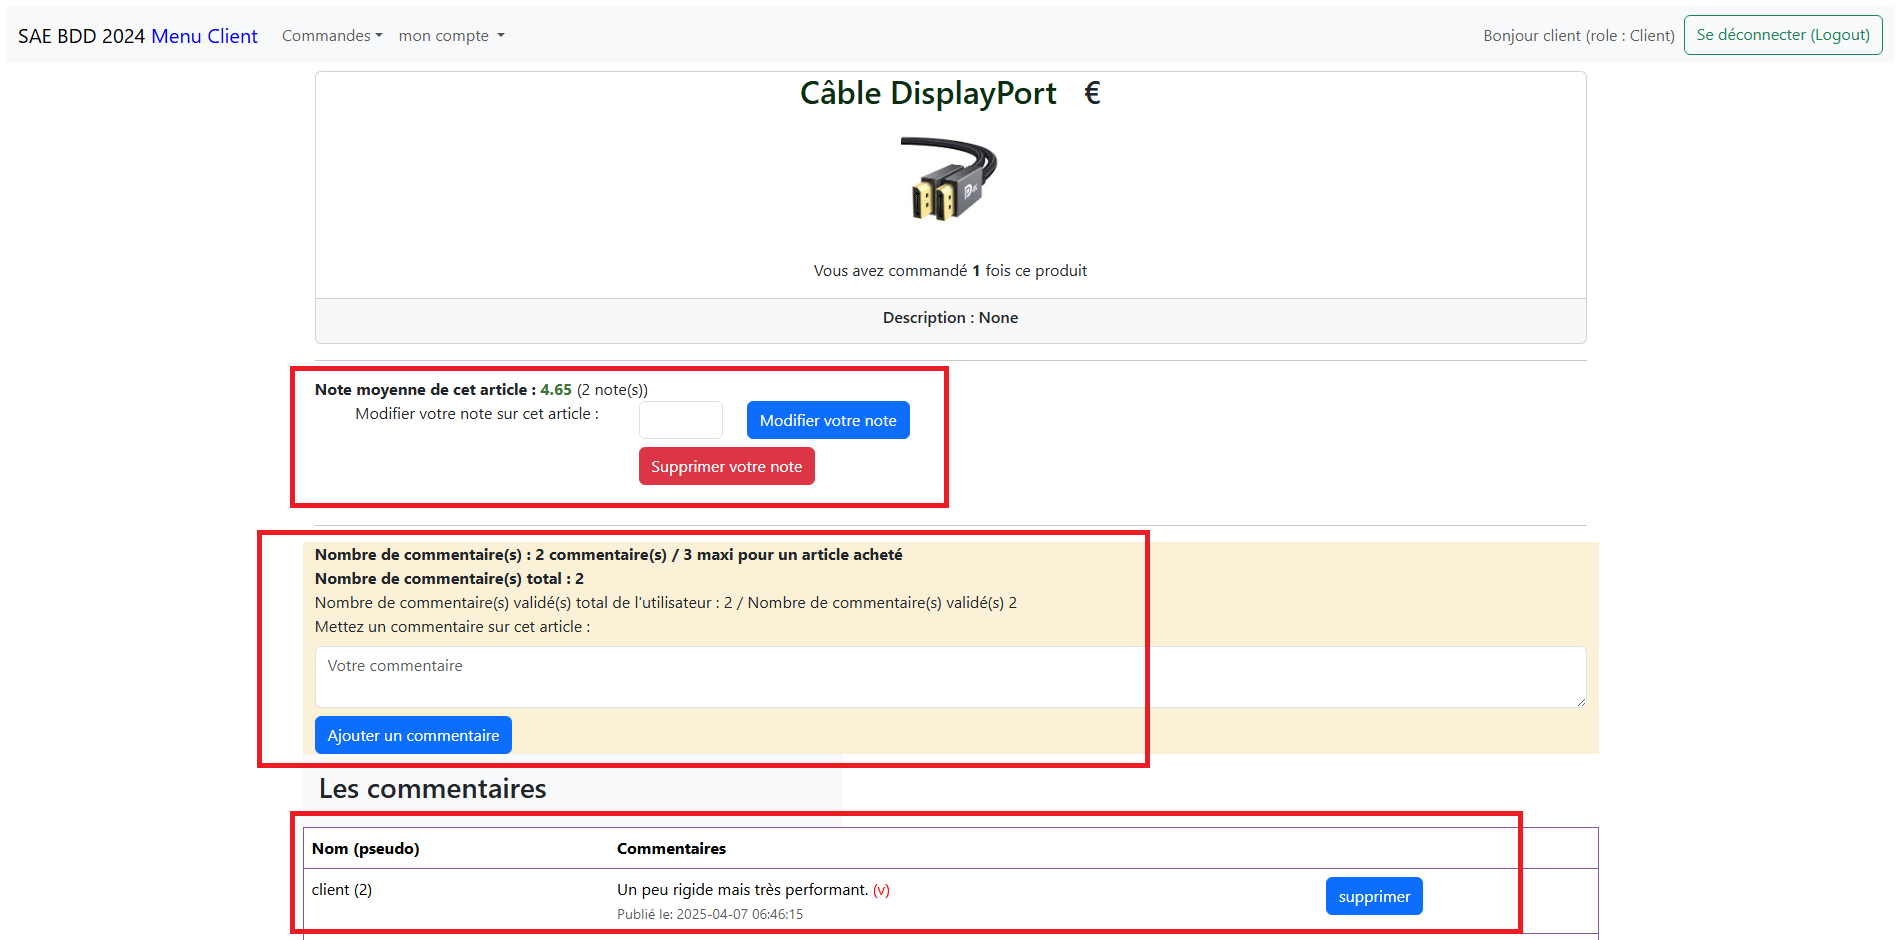 SAE BDD 2024 Menu Client Commandes mon compte Bonjour client (role : Client) Se déconnecter (Logout)
Câble DisplayPort €
Vous avez commandé 1 fois ce produit
Description : None
Note moyenne de cet article : 4.65 (2 note(s))
Modifier votre note sur cet article : Modifier votre note
Supprimer votre note
Nombre de commentaire(s) : 2 commentaire(s) / 3 maxi pour un article acheté
Nombre de commentaire(s) total : 2
Nombre de commentaire(s) validé(s) total de l'utilisateur : 2 / Nombre de commentaire(s) validé(s) 2
Mettez un commentaire sur cet article :
Votre commentaire
Ajouter un commentaire
Les commentaires
Nom (pseudo) Commentaires
client (2) Un peu rigide mais très performant. (v) supprimer
Publié le: 2025-04-07 06:46:15